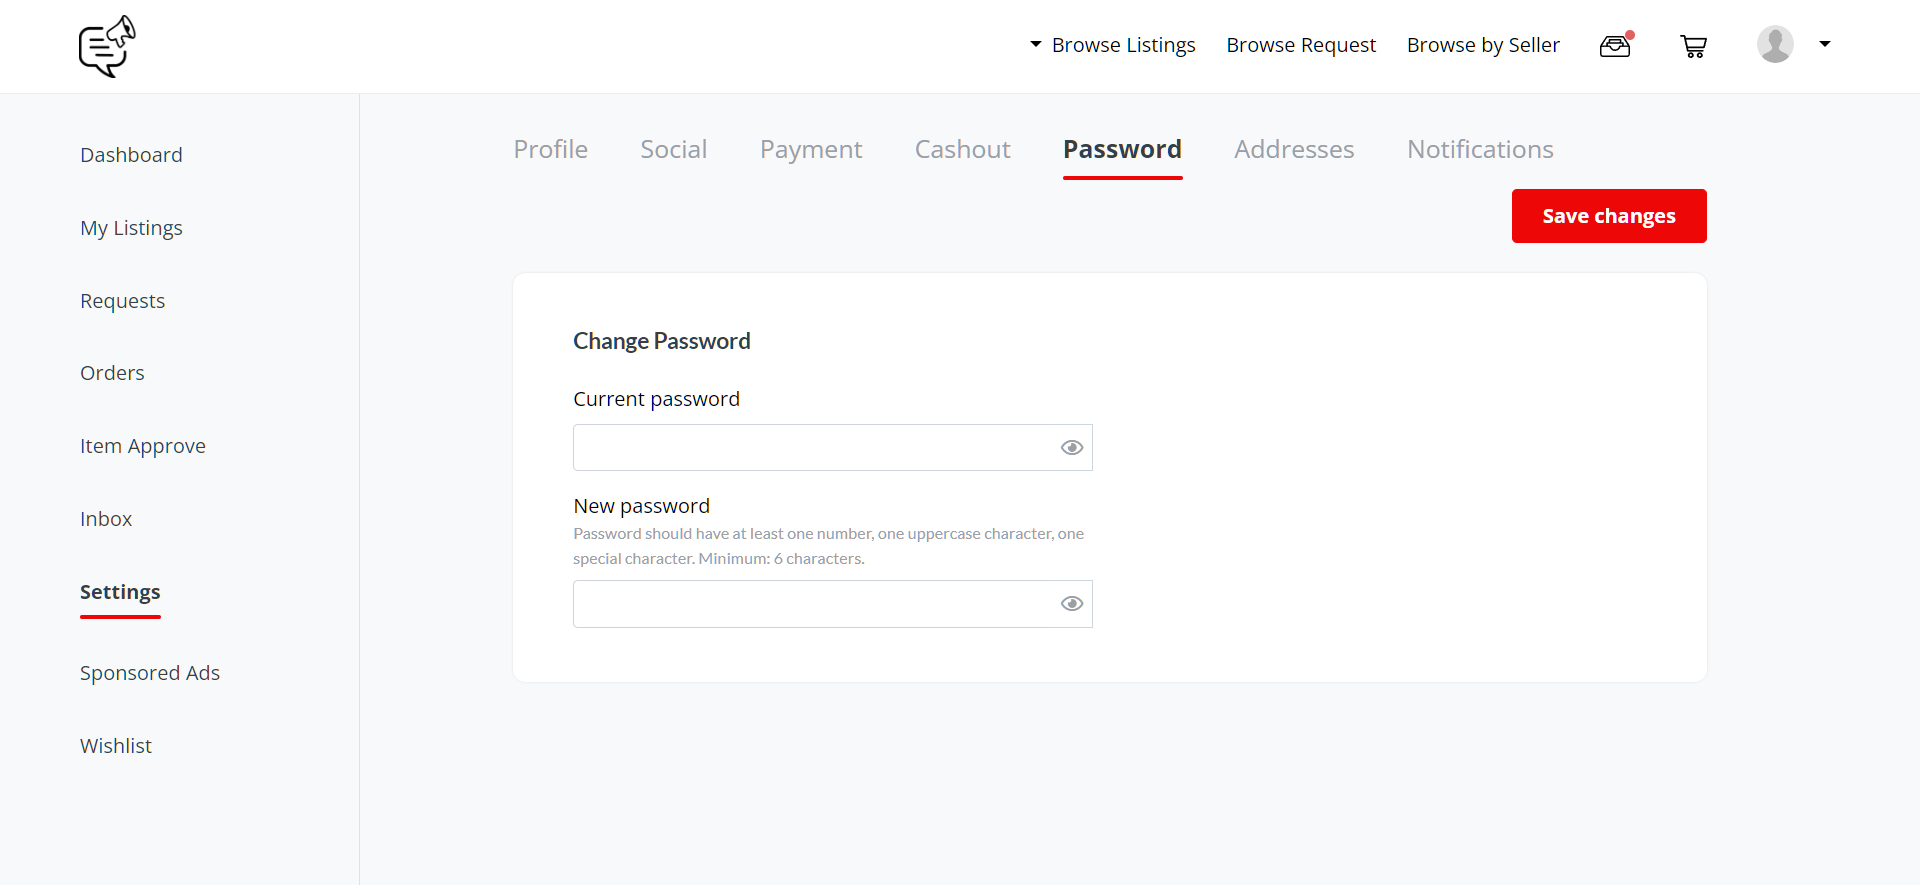 Browse Listings
Browse Request
Browse by Seller
Dashboard
My Listings
Requests
Orders
Item Approve
Inbox
Settings
Sponsored Ads
Wishlist
Profile
Social
Payment
Cashout
Password
Addresses
Notifications
Save changes
Change Password
Current password
New password
Password should have at least one number, one uppercase character, one
special character. Minimum: 6 characters.